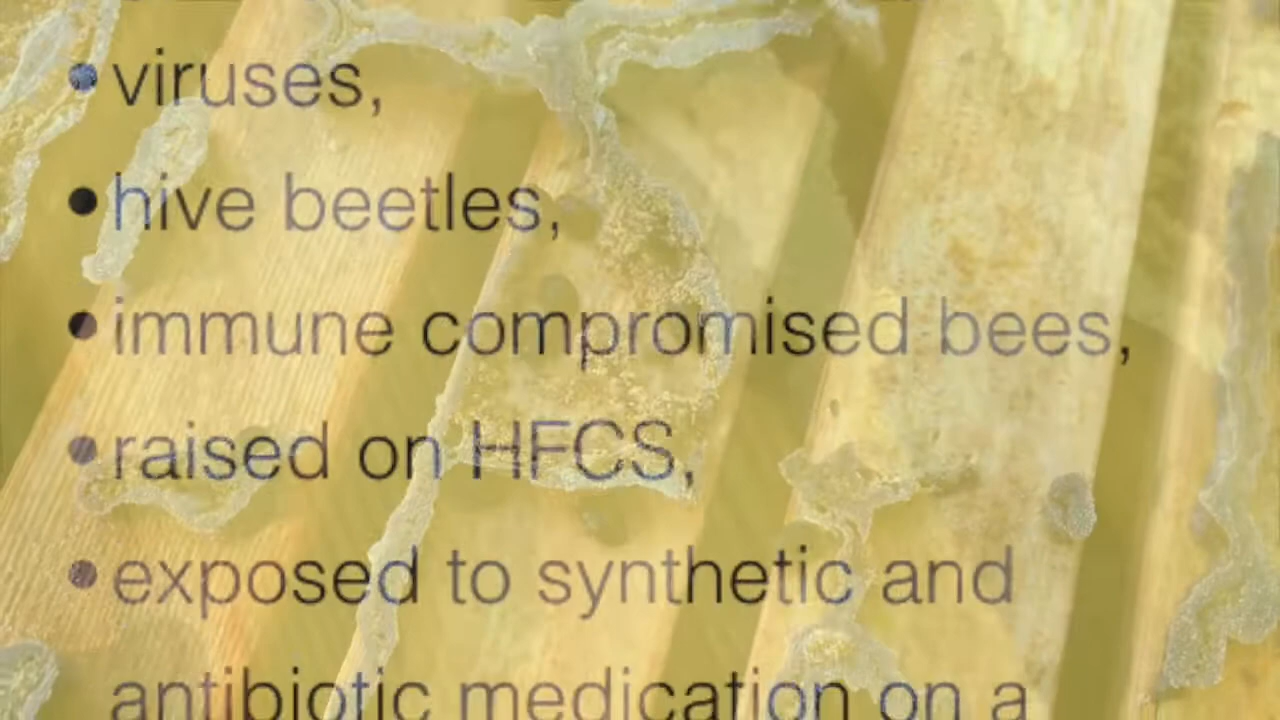 • viruses,
• hive beetles,
• immune compromised bees,
• raised on HFCS,
• exposed to synthetic and
antibiotic medication on a